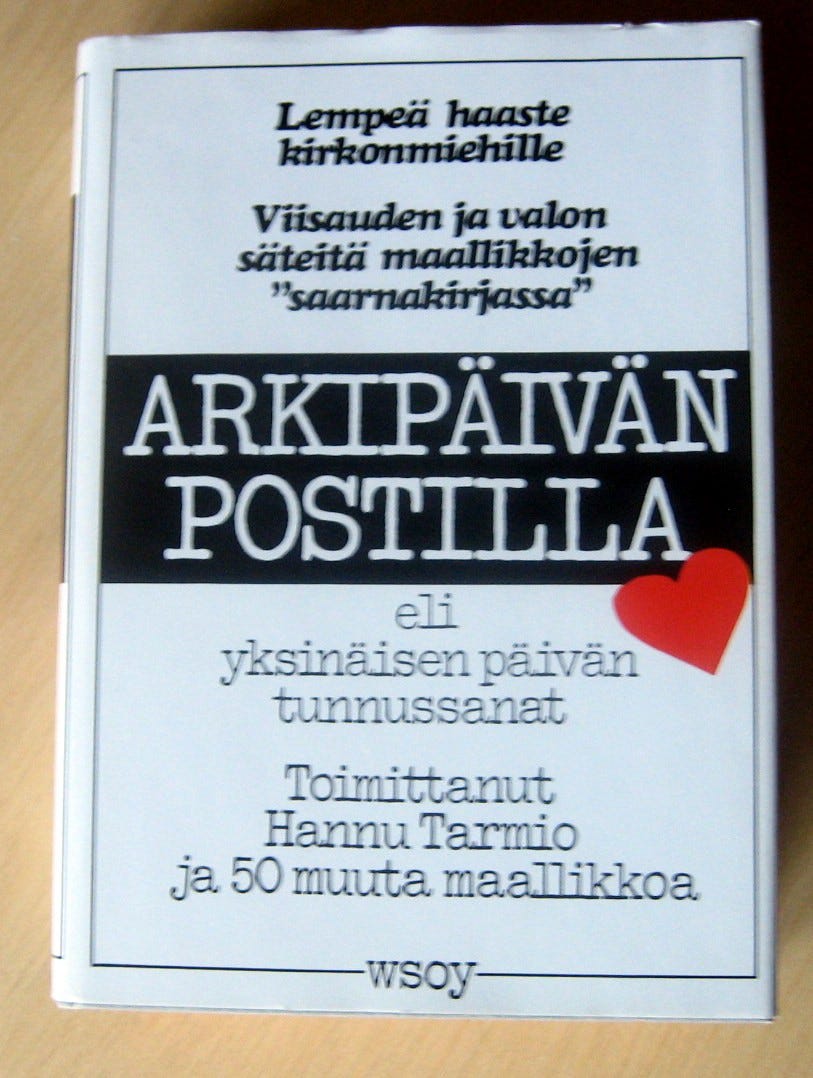 Lempeä haaste
kirkonmiehille
Viisauden ja valon
säteitä maallikkojen
”saarnakirjassa”
ARKIPÄIVÄN
POSTILLA
eli
yksinäisen päivän
tunnussanat
Toimittanut
Hannu Tarmio
ja 50 muuta maallikkoa
wsoy